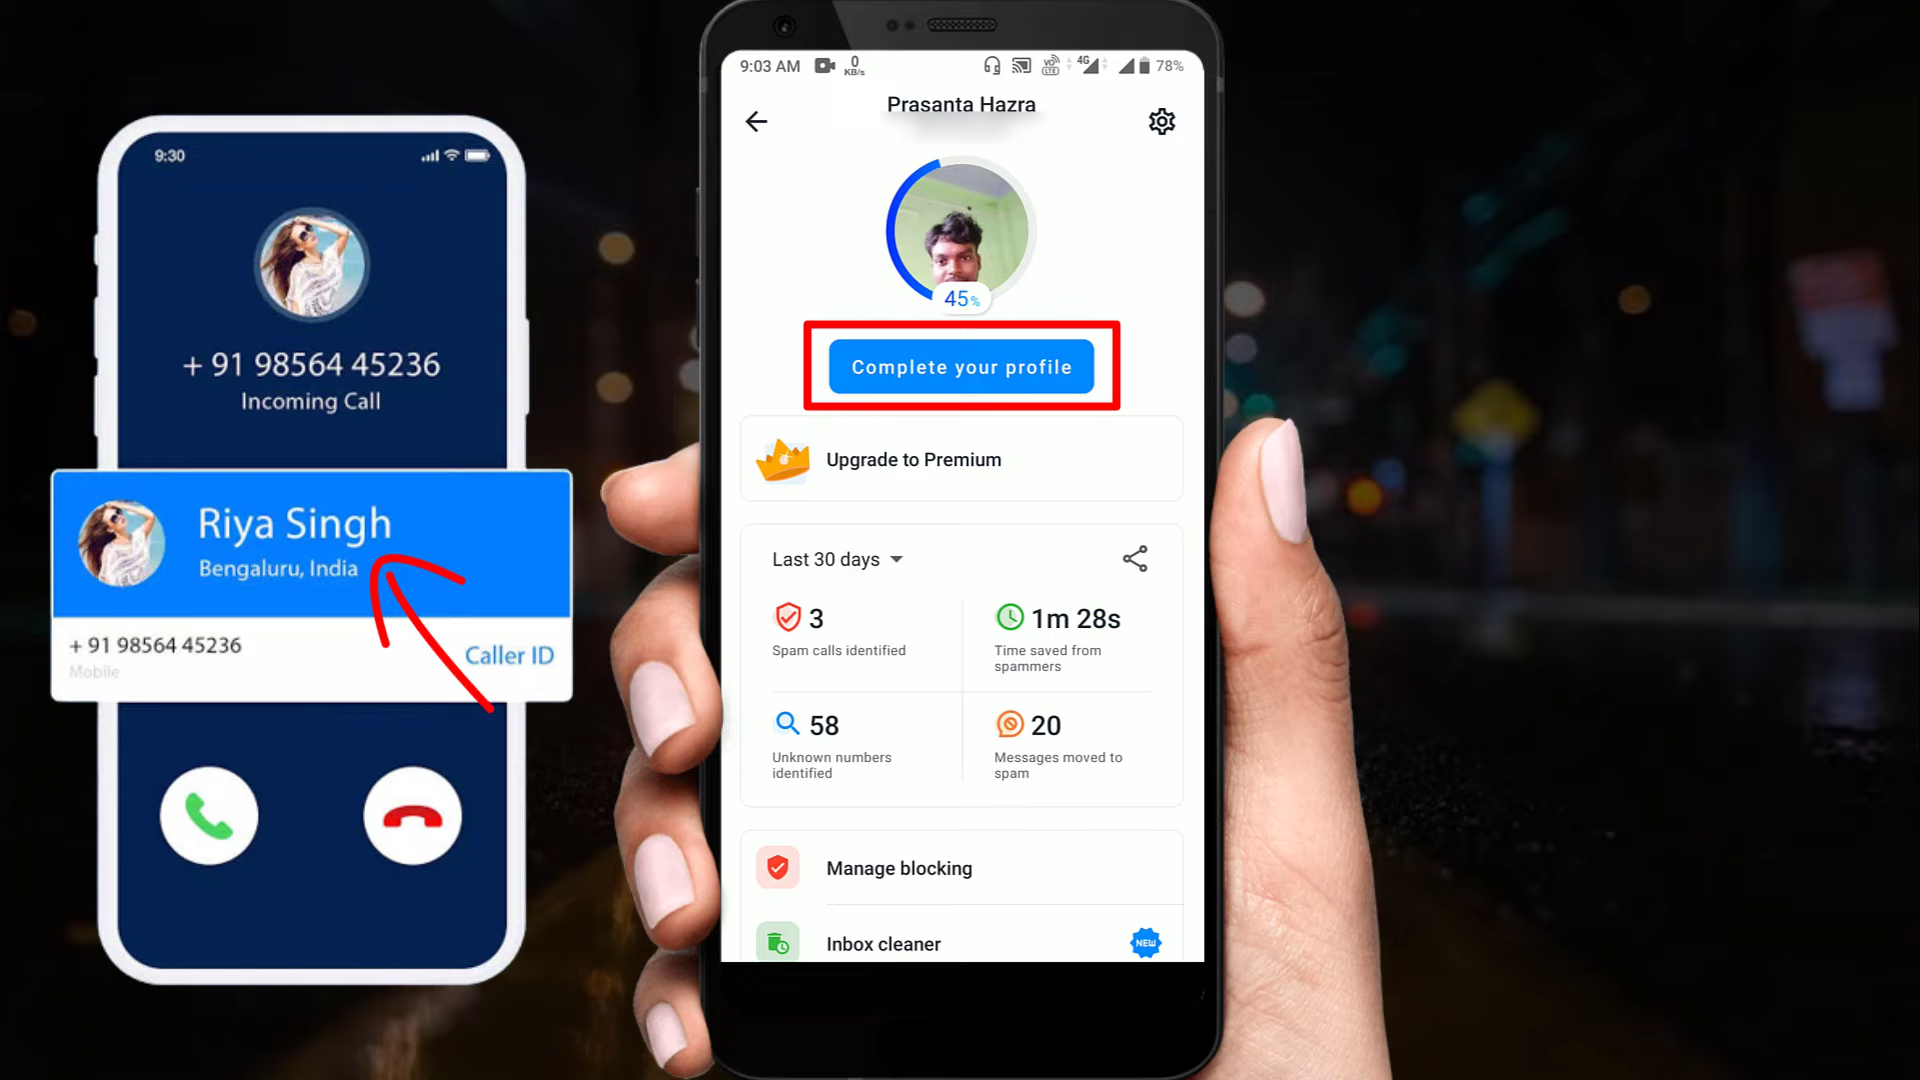 9:30
+ 91 98564 45236
Incoming Call
Riya Singh
Bengaluru, India
+ 91 98564 45236
Mobile
Caller ID
9:03 AM
0
KB/s
VO
LTE
4G
78%
Prasanta Hazra
45%
Complete your profile
Upgrade to Premium
Last 30 days
3
Spam calls identified
1m 28s
Time saved from
spammers
58
Unknown numbers
identified
20
Messages moved to
spam
Manage blocking
Inbox cleaner
NEW